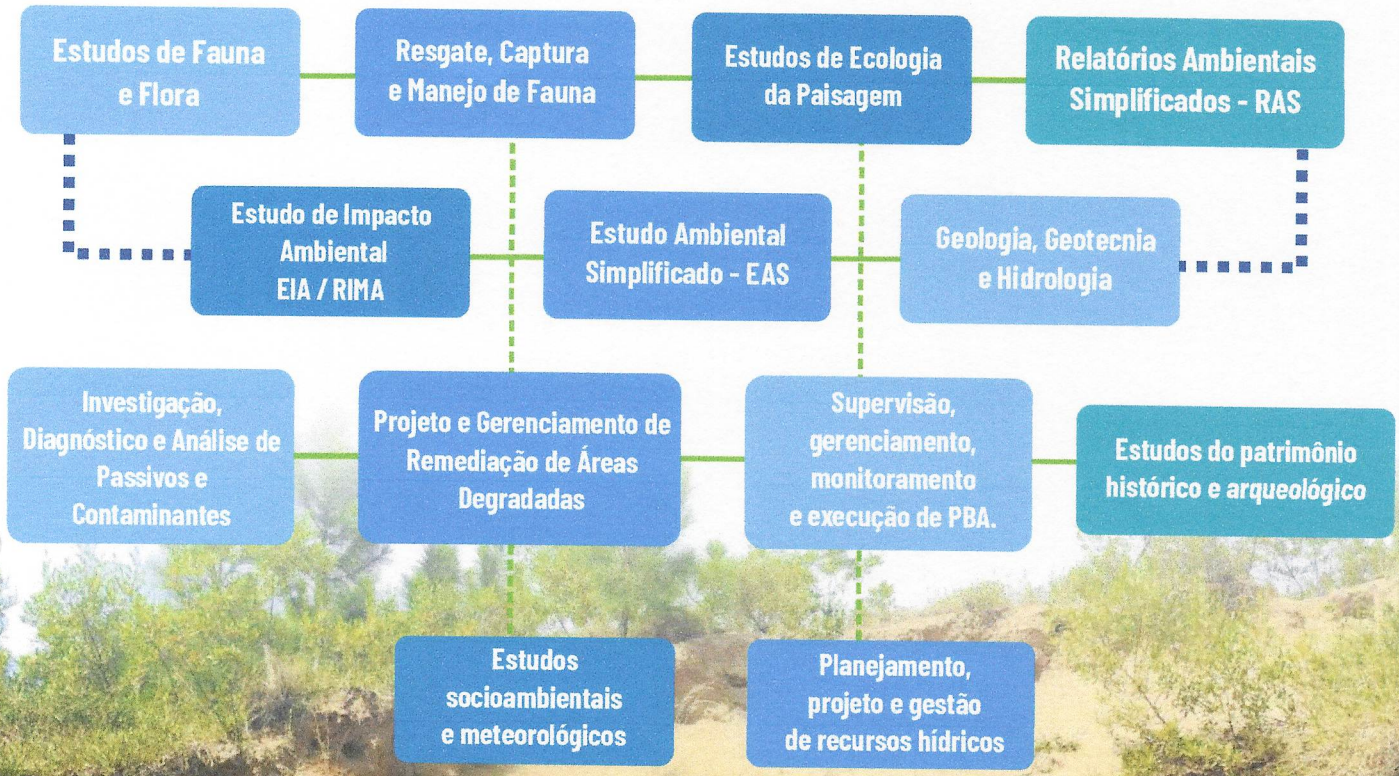 Estudos de Fauna
e Flora
Resgate, Captura
e Manejo de Fauna
Estudos de Ecologia
da Paisagem
Relatórios Ambientais
Simplificados - RAS
Estudo de Impacto
Ambiental
EIA / RIMA
Estudo Ambiental
Simplificado - EAS
Geologia, Geotecnia
e Hidrologia
Investigação,
Diagnóstico e Análise de
Passivos e
Contaminantes
Projeto e Gerenciamento de
Remediação de Áreas
Degradadas
Supervisão,
gerenciamento,
monitoramento
e execução de PBA.
Estudos do patrimônio
histórico e arqueológico
Estudos
socioambientais
e meteorológicos
Planejamento,
projeto e gestão
de recursos hídricos